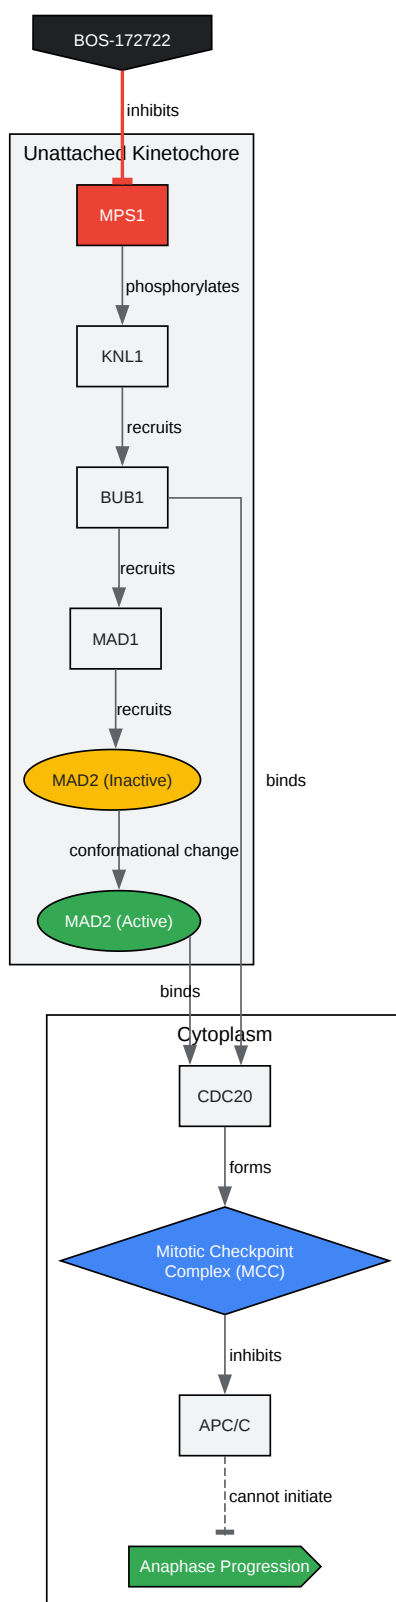 BOS-172722
inhibits
Unattached Kinetochore
MPS1
phosphorylates
KNL1
recruits
BUB1
recruits
MAD1
recruits
MAD2 (Inactive)
binds
conformational change
MAD2 (Active)
binds
Cytoplasm
CDC20
forms
Mitotic Checkpoint
Complex (MCC)
inhibits
APC/C
cannot initiate
Anaphase Progression